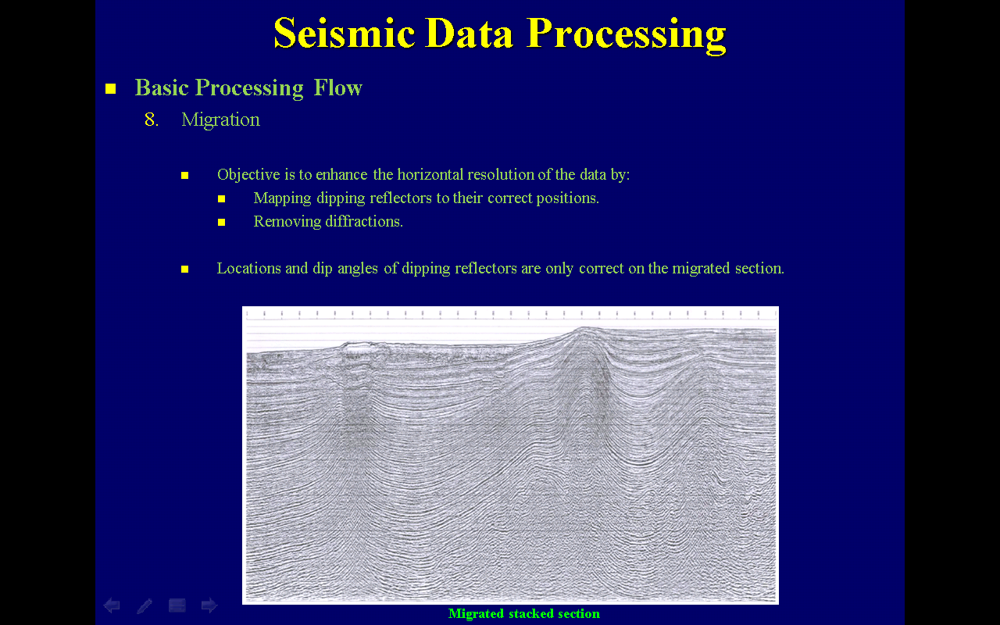 Seismic Data Processing
Basic Processing Flow
8. Migration
Objective is to enhance the horizontal resolution of the data by:
Mapping dipping reflectors to their correct positions.
Removing diffractions.
Locations and dip angles of dipping reflectors are only correct on the migrated section.
Migrated stacked section